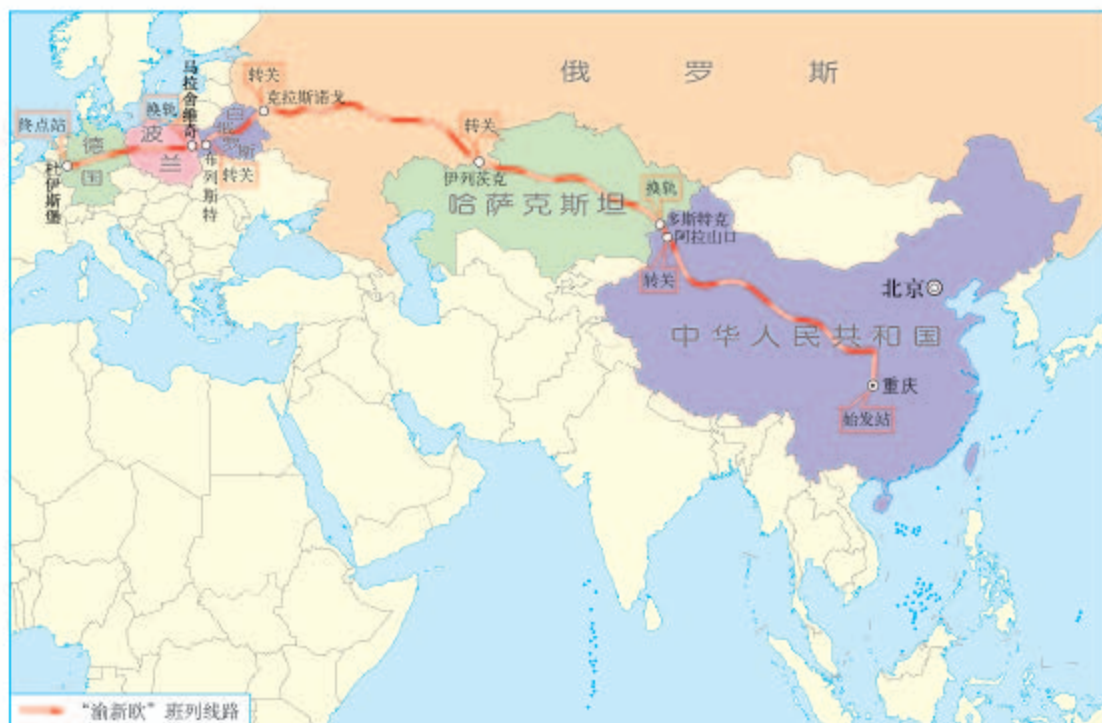 俄罗斯
转关
克拉斯诺戈
马拉舍维奇
换轨
白俄罗斯
终点站
德国
波兰
杜伊斯堡
布列斯特
转关
转关
伊列茨克
哈萨克斯坦
换轨
多斯特克
阿拉山口
转关
北京
中华人民共和国
重庆
始发站
“渝新欧”班列线路